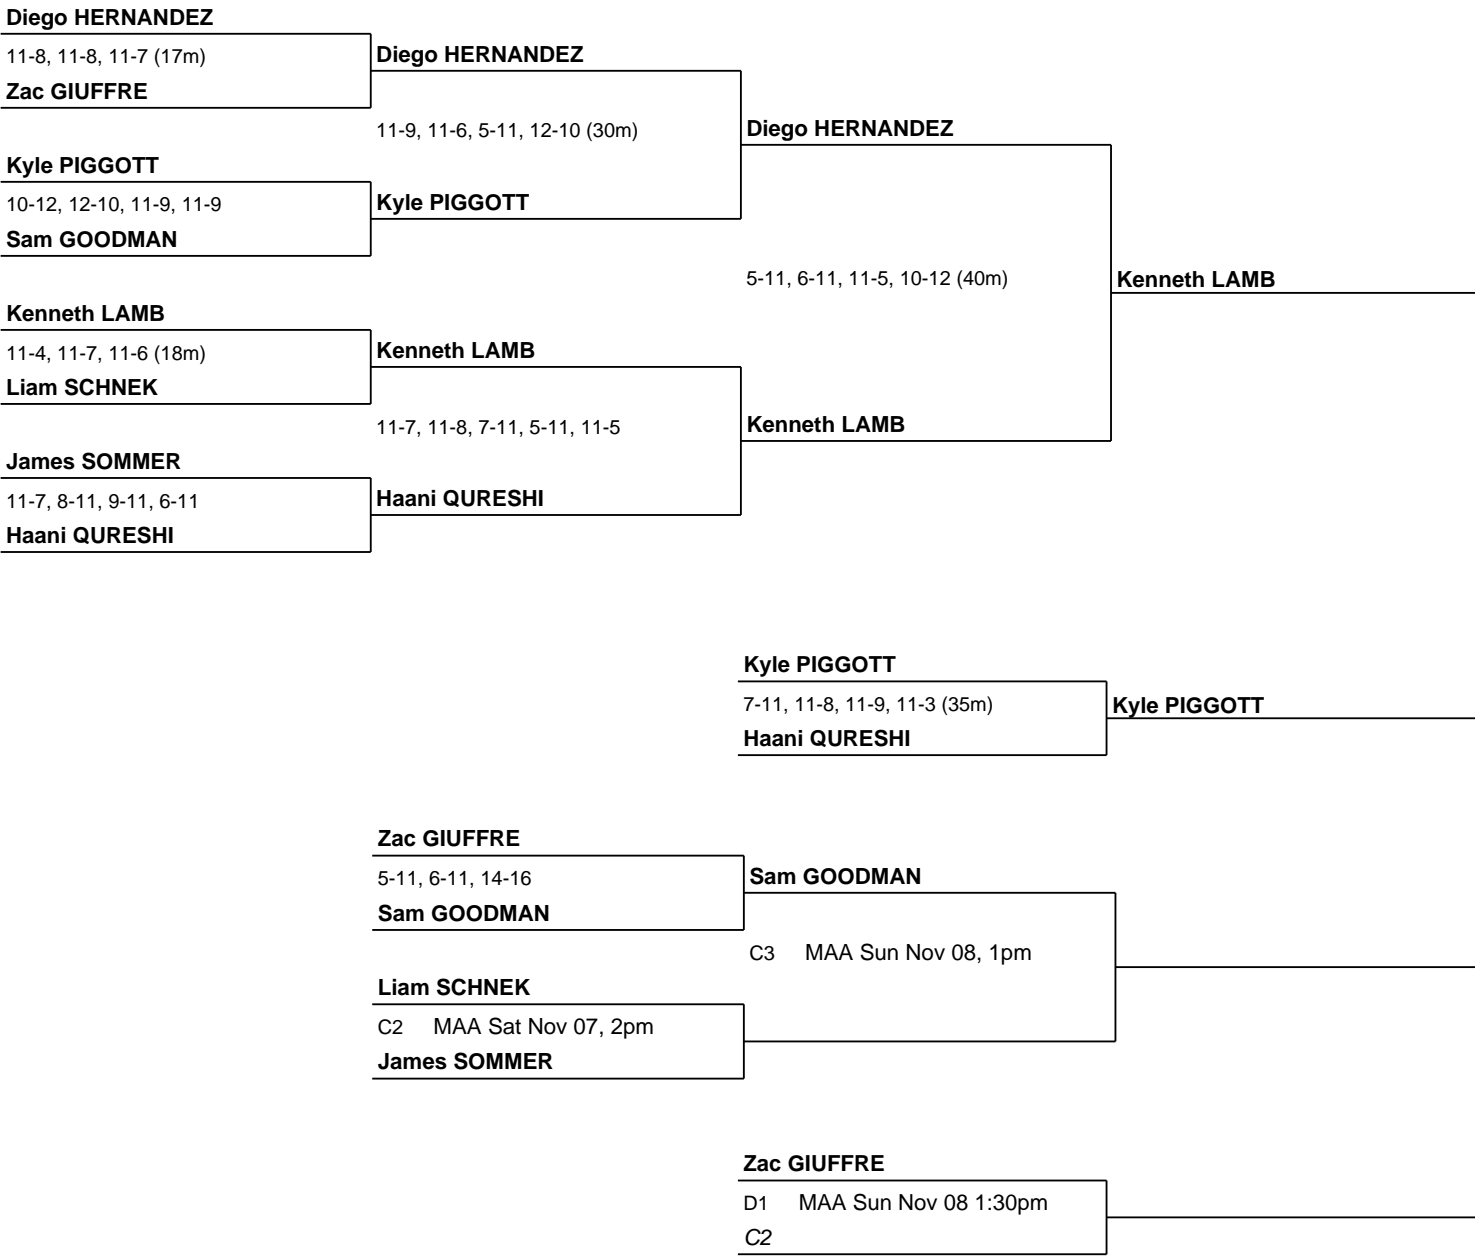 Diego HERNANDEZ
11-8, 11-8, 11-7 (17m)
Zac GIUFFRE
Diego HERNANDEZ
11-9, 11-6, 5-11, 12-10 (30m)
Kyle PIGGOTT
10-12, 12-10, 11-9, 11-9
Sam GOODMAN
Kyle PIGGOTT
Diego HERNANDEZ
5-11, 6-11, 11-5, 10-12 (40m)
Kenneth LAMB
Kenneth LAMB
11-4, 11-7, 11-6 (18m)
Liam SCHNEK
Kenneth LAMB
11-7, 11-8, 7-11, 5-11, 11-5
Kenneth LAMB
James SOMMER
11-7, 8-11, 9-11, 6-11
Haani QURESHI
Haani QURESHI
Kyle PIGGOTT
7-11, 11-8, 11-9, 11-3 (35m)
Haani QURESHI
Kyle PIGGOTT
Zac GIUFFRE
5-11, 6-11, 14-16
Sam GOODMAN
Sam GOODMAN
C3 MAA Sun Nov 08, 1pm
Liam SCHNEK
C2 MAA Sat Nov 07, 2pm
James SOMMER
Zac GIUFFRE
D1 MAA Sun Nov 08 1:30pm
C2